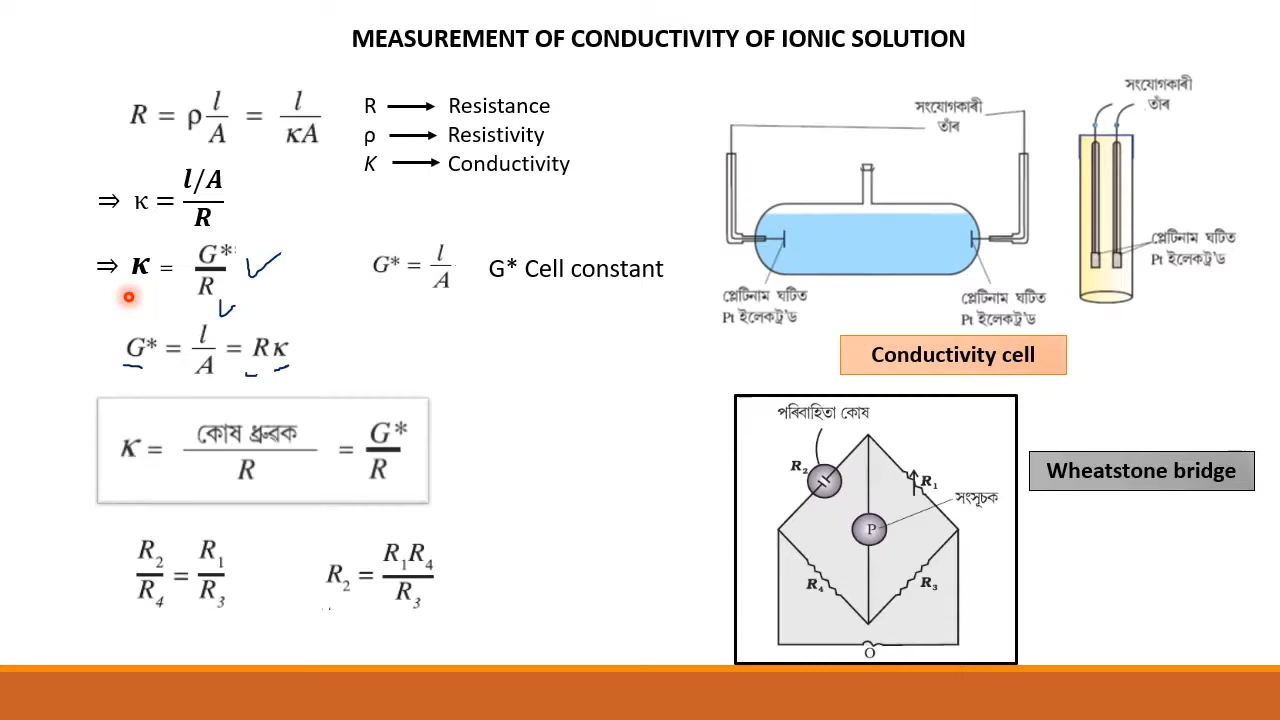 MEASUREMENT OF CONDUCTIVITY OF IONIC SOLUTION
R = ρ l/A = l/κA
R → Resistance
ρ → Resistivity
K → Conductivity
⇒ κ = l/A / R
⇒ κ = G*/R
G* = l/A
G* Cell constant
G* = l/A = Rκ
κ = কোষ ধ্ৰুৱক / R = G*/R
R₂/R₄ = R₁/R₃
R₂ = R₁R₄/R₃
সংযোগকাৰী
তাঁৰ
প্লেটিনাম ঘটিত
Pt ইলেকট্ৰ'ড
প্লেটিনাম ঘটিত
Pt ইলেকট্ৰ'ড
সংযোগকাৰী
তাঁৰ
প্লেটিনাম ঘটিত
Pt ইলেকট্ৰ'ড
Conductivity cell
পৰিবাহিতা কোষ
R₂
R₁
সংসূচক
P
R₄
R₃
O
Wheatstone bridge